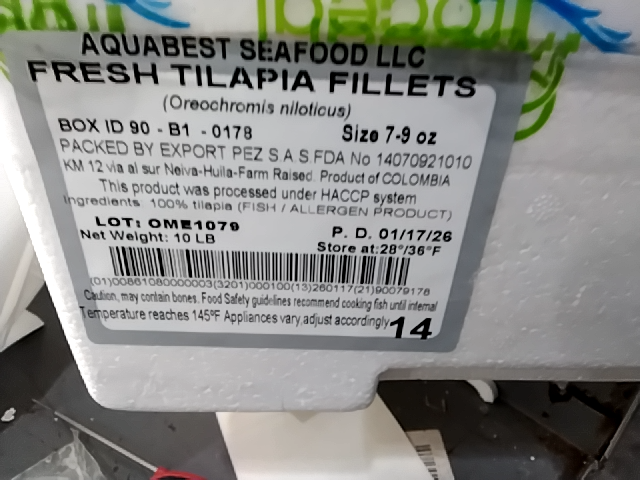 AQUABEST SEAFOOD LLC
FRESH TILAPIA FILLETS
(Oreochromis niloticus)
BOX ID 90 - B1 - 0178 Size 7-9 oz
PACKED BY EXPORT PEZ S.A.S.FDA No 14070921010
KM 12 via al sur Neiva-Huila-Farm Raised. Product of COLOMBIA
This product was processed under HACCP system
Ingredients: 100% tilapia (FISH / ALLERGEN PRODUCT)
LOT: OME1079 P. D. 01/17/26
Net Weight: 10 LB Store at:28°/36°F
(01)00861080000003(3201)000100(13)260117(21)90079178
Caution, may contain bones. Food Safety guidelines recommend cooking fish until internal
Temperature reaches 145ºF Appliances vary,adjust accordingly 14